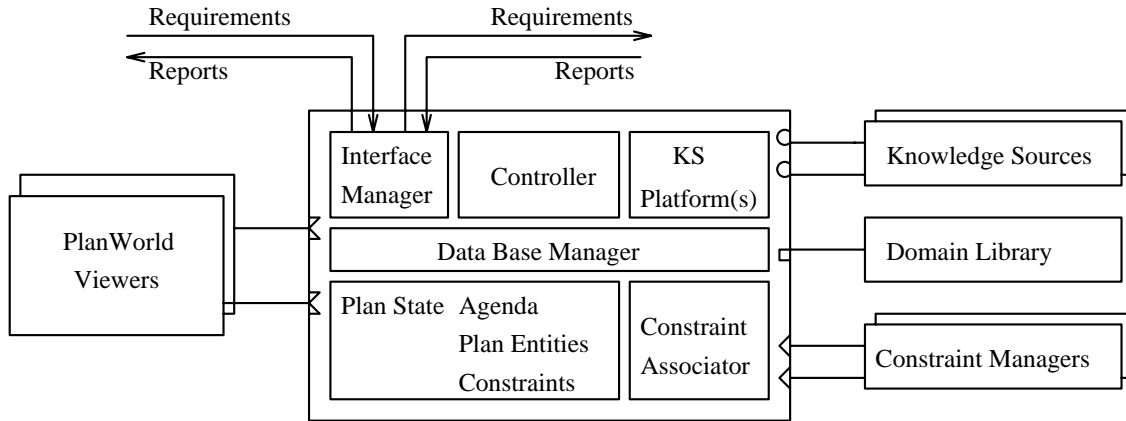 Requirements
Requirements
Reports
Reports
Interface
Manager
Controller
KS
Platform(s)
Knowledge Sources
PlanWorld
Viewers
Data Base Manager
Domain Library
Plan State Agenda
Plan Entities
Constraints
Constraint
Associator
Constraint Managers